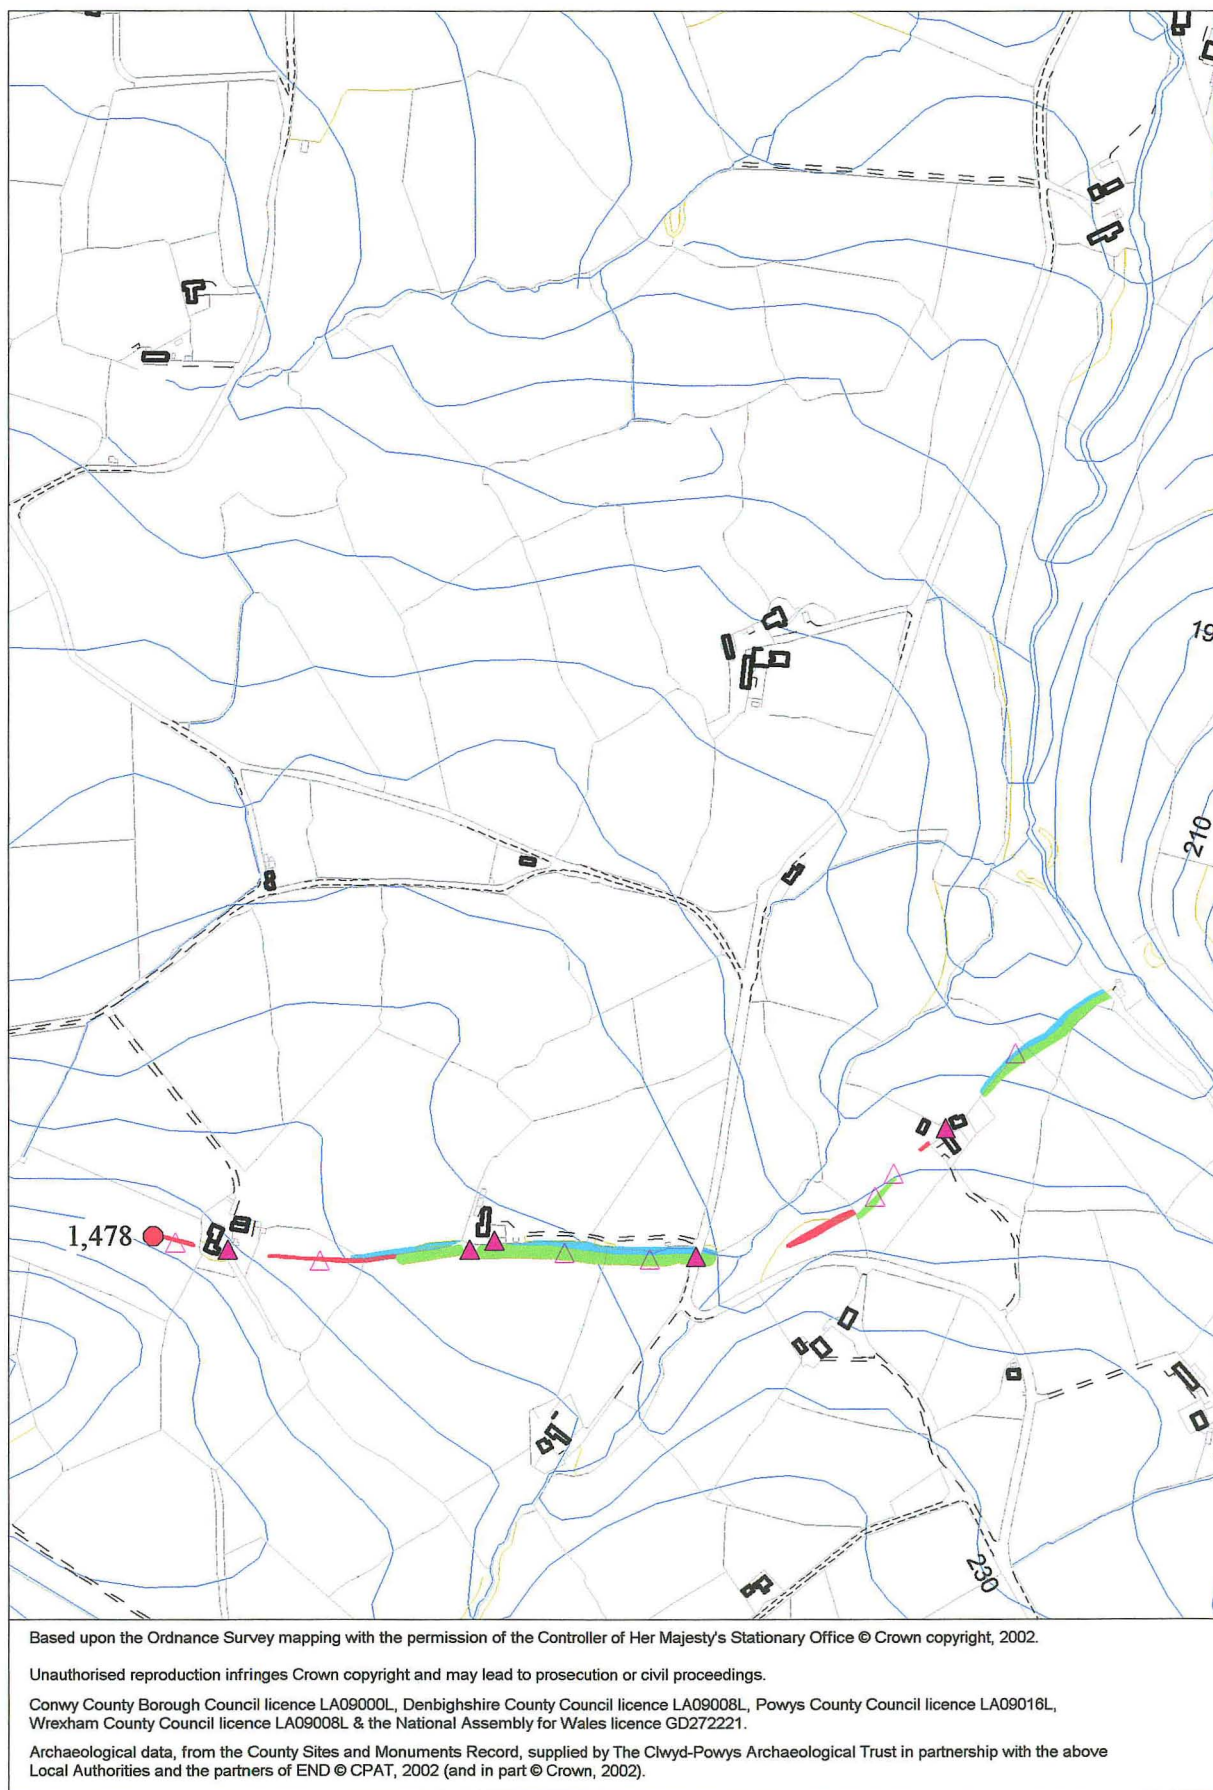 19
210
1,478
230
Based upon the Ordnance Survey mapping with the permission of the Controller of Her Majesty's Stationary Office © Crown copyright, 2002.
Unauthorised reproduction infringes Crown copyright and may lead to prosecution or civil proceedings.
Conwy County Borough Council licence LA09000L, Denbighshire County Council licence LA09008L, Powys County Council licence LA09016L,
Wrexham County Council licence LA09008L & the National Assembly for Wales licence GD272221.
Archaeological data, from the County Sites and Monuments Record, supplied by The Clwyd-Powys Archaeological Trust in partnership with the above
Local Authorities and the partners of END © CPAT, 2002 (and in part © Crown, 2002).